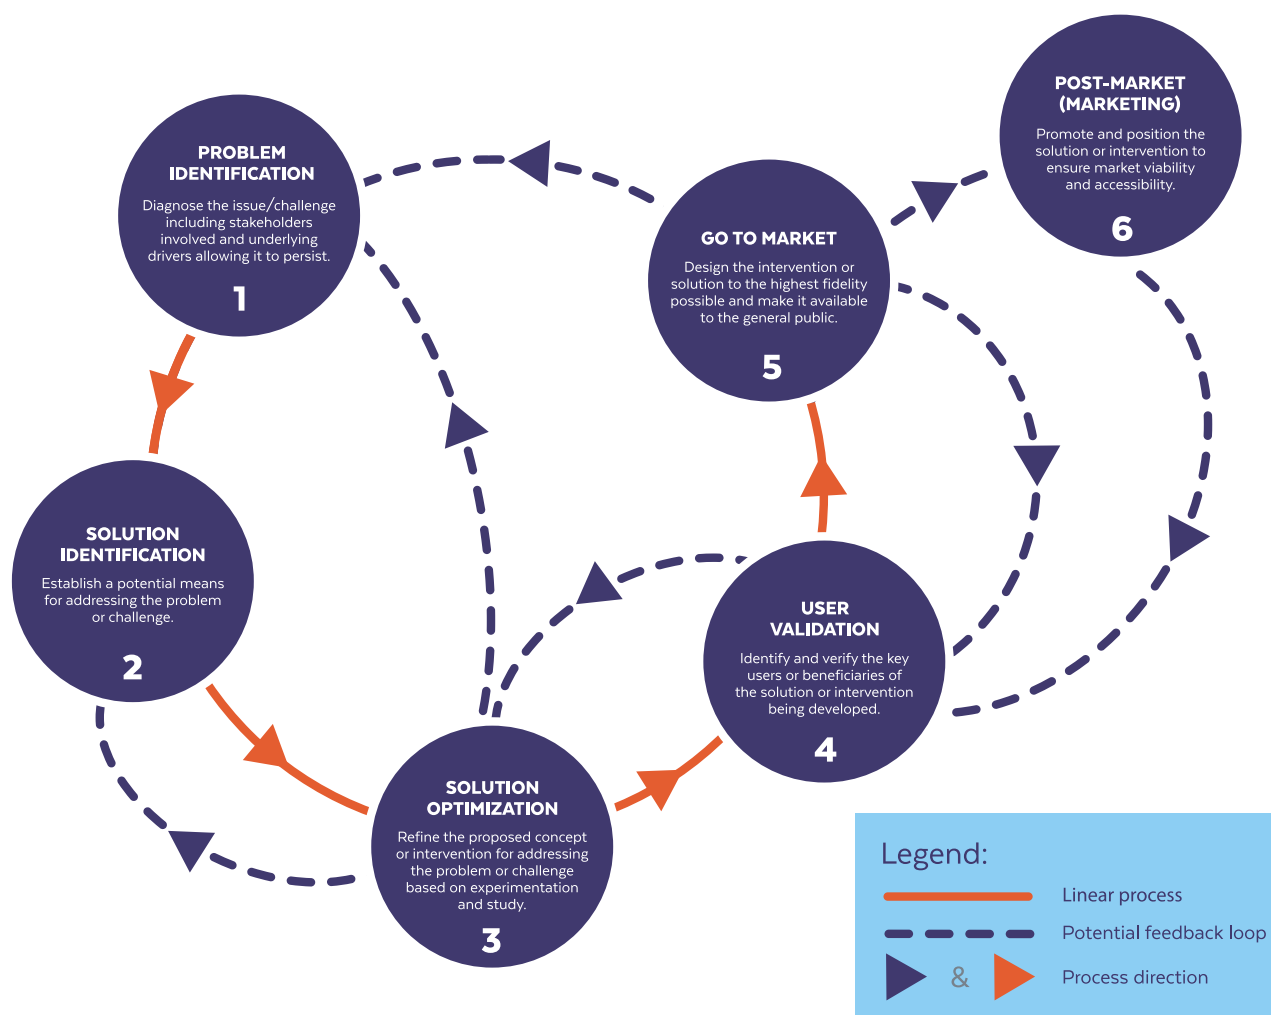 PROBLEM
IDENTIFICATION
Diagnose the issue/challenge
including stakeholders
involved and underlying
drivers allowing it to persist.
1
SOLUTION
IDENTIFICATION
Establish a potential means
for addressing the problem
or challenge.
2
SOLUTION
OPTIMIZATION
Refine the proposed concept
or intervention for addressing
the problem or challenge
based on experimentation
and study.
3
USER
VALIDATION
Identify and verify the key
users or beneficiaries of
the solution or intervention
being developed.
4
GO TO MARKET
Design the intervention or
solution to the highest fidelity
possible and make it available
to the general public.
5
POST-MARKET
(MARKETING)
Promote and position the
solution or intervention to
ensure market viability
and accessibility.
6
Legend:
Linear process
Potential feedback loop
&
Process direction